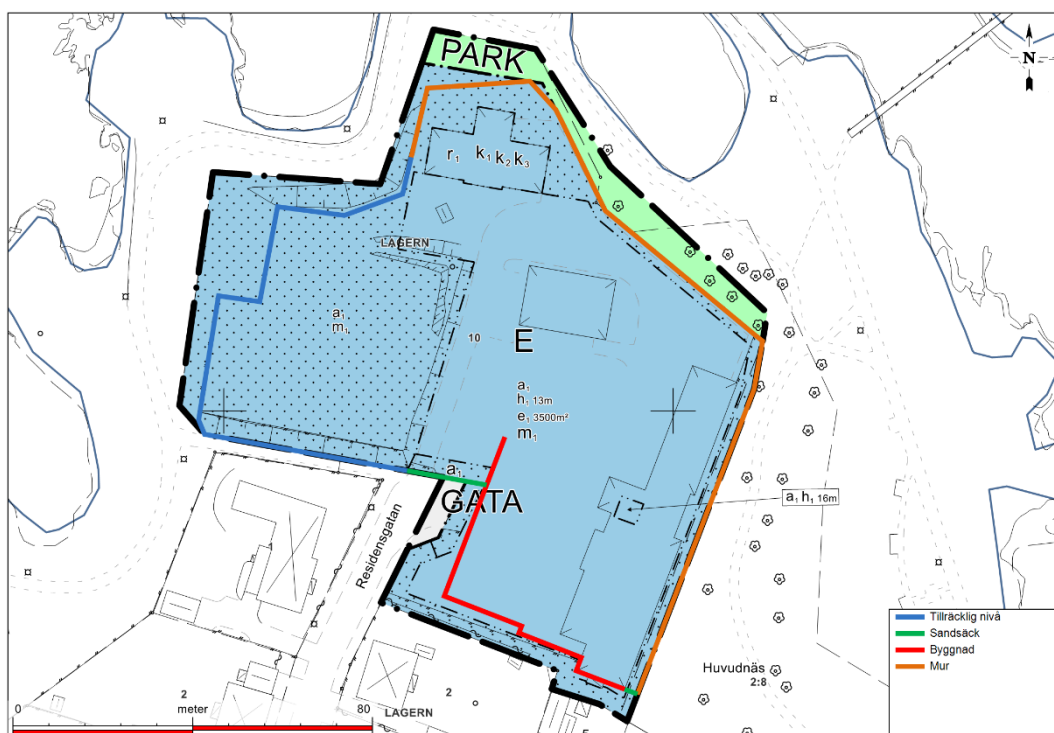 PARK
N
r₁ k₁ k₂ k₃
LAGERN
a₁
m₁
10
E
a₁
h₁ 13m
e₁ 3500m²
m₁
a₁
GATA
a₁ h₁ 16m
Residensgatan
Tillräcklig nivå
Sandsäck
Byggnad
Mur
Huvudnäs
2:8
2
2
0 meter 80
LAGERN